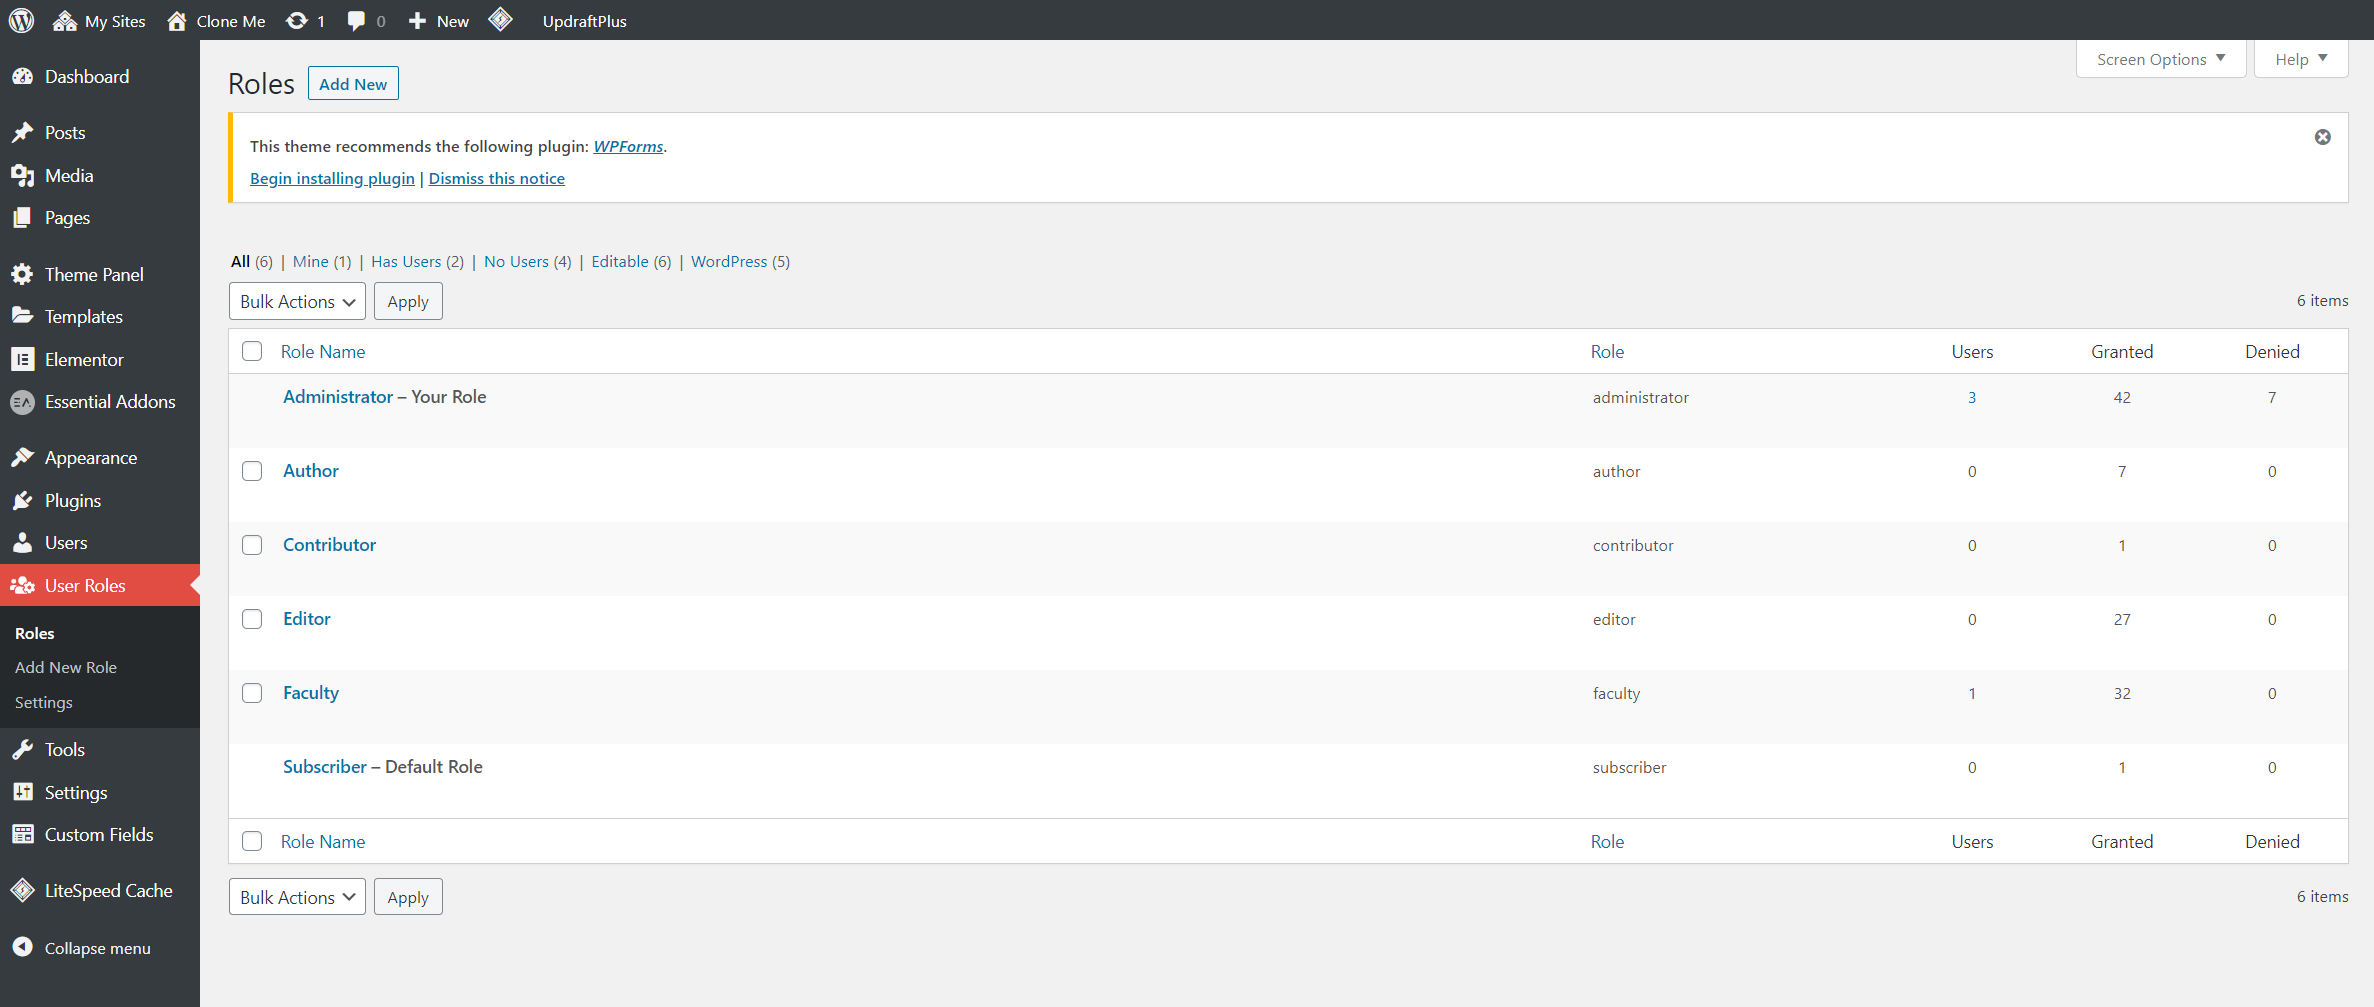 My Sites Clone Me 1 0 New UpdraftPlus
Dashboard
Posts
Media
Pages
Theme Panel
Templates
Elementor
EA Essential Addons
Appearance
Plugins
Users
User Roles
Roles
Add New Role
Settings
Tools
Settings
Custom Fields
LiteSpeed Cache
Collapse menu
Screen Options Help
Roles Add New
This theme recommends the following plugin: WPForms.
Begin installing plugin | Dismiss this notice
All (6) | Mine (1) | Has Users (2) | No Users (4) | Editable (6) | WordPress (5)
Bulk Actions Apply 6 items
Role Name Role Users Granted Denied
Administrator – Your Role administrator 3 42 7
Author author 0 7 0
Contributor contributor 0 1 0
Editor editor 0 27 0
Faculty faculty 1 32 0
Subscriber – Default Role subscriber 0 1 0
Role Name Role Users Granted Denied
Bulk Actions Apply 6 items